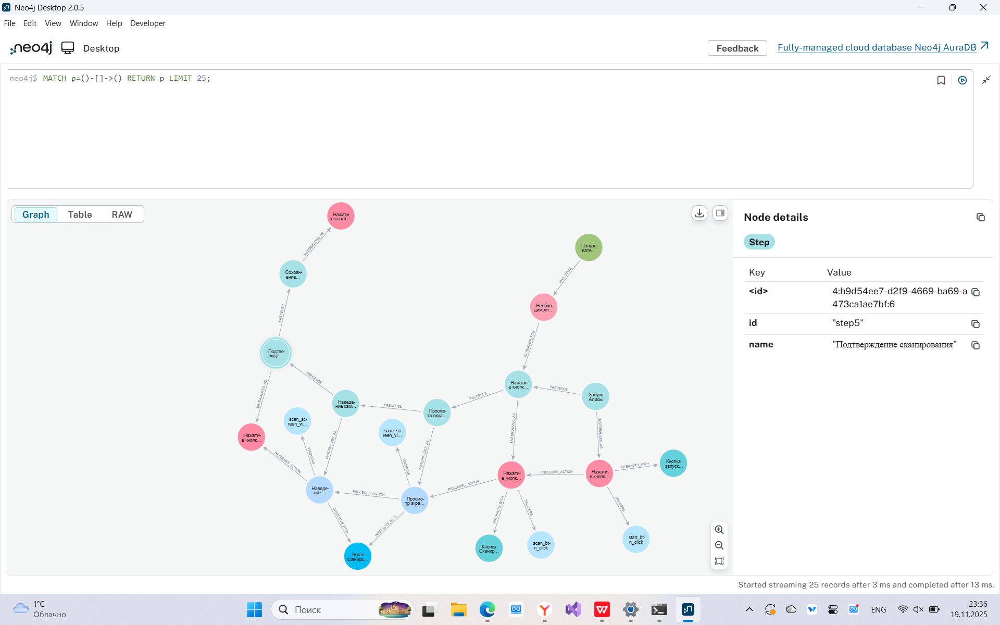 Neo4j Desktop 2.0.5
File Edit View Window Help Developer
neo4j Desktop
Feedback
Fully-managed cloud database Neo4j AuraDB
neo4j$ MATCH p=()-[]->() RETURN p LIMIT 25;
Graph Table RAW
Нажати-
е кнопк...
MATERIALIZES_AS
Сохран-
ение...
PRECEDES
Подтве-
ржде...
MATERIALIZES_AS
PRECEDES
Нажати-
е кнопк...
scan_sc-
reen_vi...
Наведе-
ние кам...
PRECEDES
scan_sc-
reen_vi...
Просмо-
тр экра...
PRECEDES
TRIGGERS
MATERIALIZES_AS
TRIGGERS
MATERIALIZES_AS
PRECEDES_ACTION
Наведе-
ние...
PRECEDES_ACTION
Просмо-
тр экра...
PRECEDES_ACTION
INTERACTS_WITH
INTERACTS_WITH
Экран
сканиро...
Пользо-
вате...
HAS_STATE
Необхо-
димост...
IS_REASON_FOR
Нажати-
е кнопк...
PRECEDES
Запуск
Алисы
MATERIALIZES_AS
MATERIALIZES_AS
Нажати-
е кнопк...
PRECEDES_ACTION
Нажати-
е кнопк...
INTERACTS_WITH
Кнопка
запуск...
INTERACTS_WITH
TRIGGERS
TRIGGERS
Кнопка
Сканир...
scan_bt-
n_click
start_bt-
n_click
Node details
Step
Key Value
<id> 4:b9d54ee7-d2f9-4669-ba69-a
473ca1ae7bf:6
id "step5"
name "Подтверждение сканирования"
Started streaming 25 records after 3 ms and completed after 13 ms.
1°C
Облачно
Поиск
ENG
23:36
19.11.2025